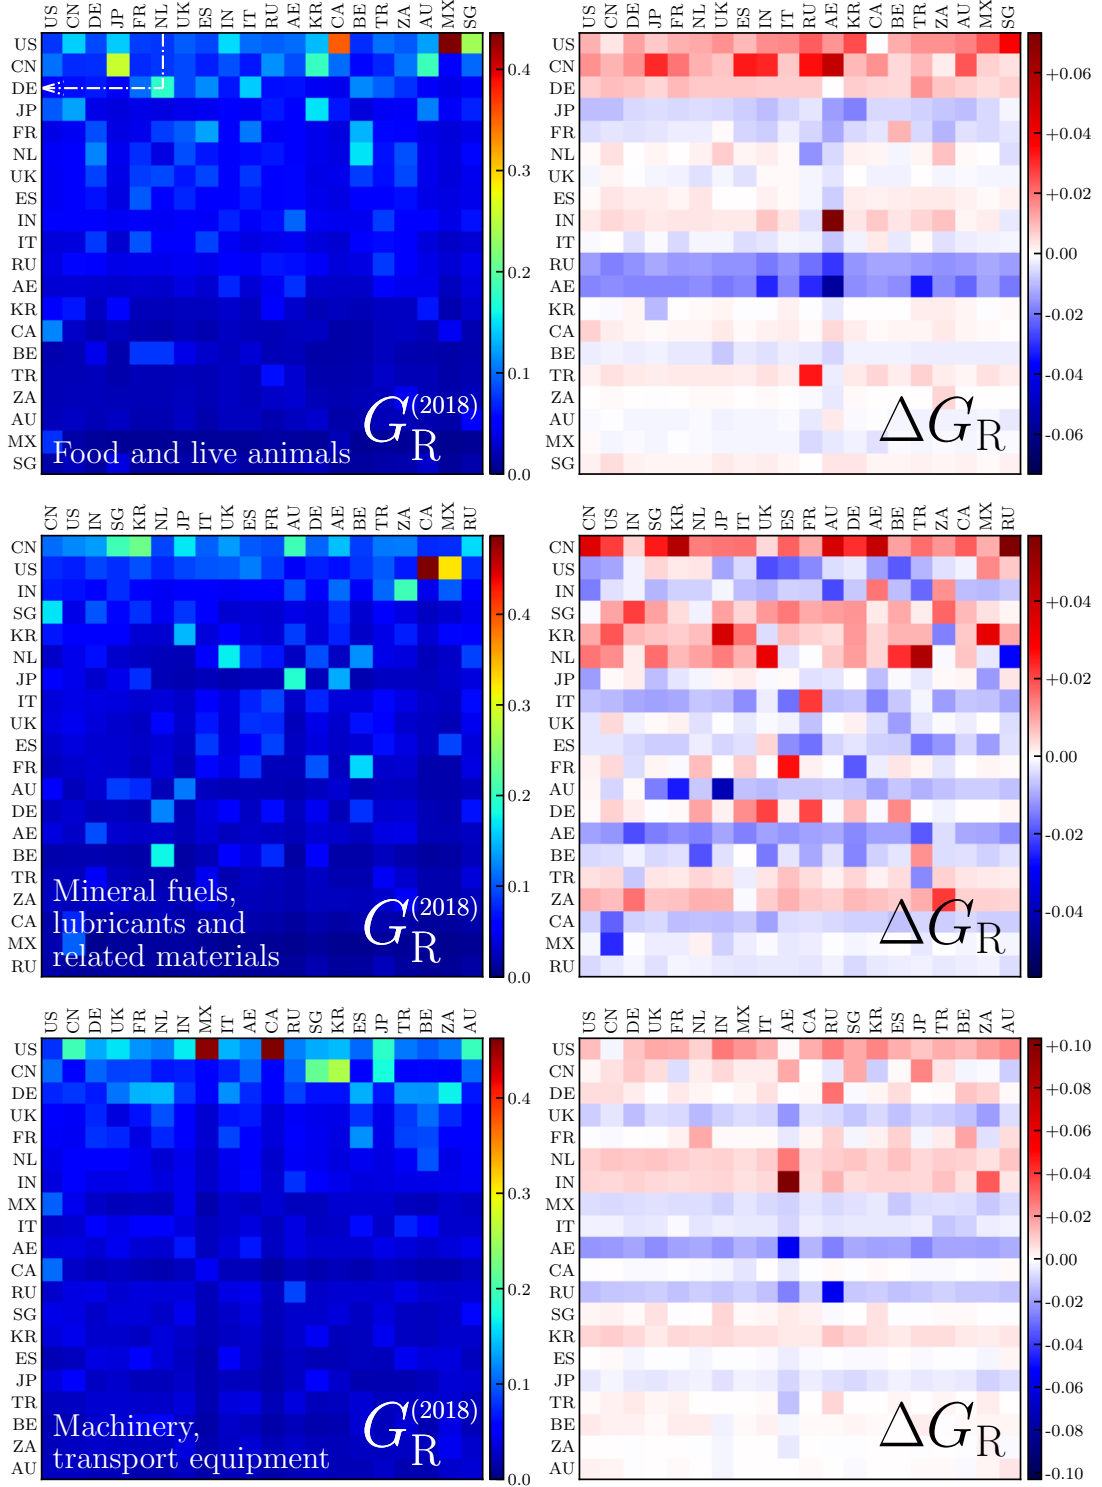 US CN DE JP FR NL UK ES IN IT RU AE KR CA BE TR ZA AU MX SG
US
CN
DE
JP
FR
NL
UK
ES
IN
IT
RU
AE
KR
CA
BE
TR
ZA
AU
MX
SG
Food and live animals
G_R^(2018)
0.4
0.3
0.2
0.1
0.0
US CN DE JP FR NL UK ES IN IT AE RU KR CA BE TR ZA AU MX SG
US
CN
DE
JP
FR
NL
UK
ES
IN
IT
RU
AE
KR
CA
BE
TR
ZA
AU
MX
SG
ΔG_R
+0.06
+0.04
+0.02
0.00
-0.02
-0.04
-0.06
CN US IN SG KR NL JP IT UK ES FR AU DE AE BE TR ZA CA MX RU
CN
US
IN
SG
KR
NL
JP
IT
UK
ES
FR
AU
DE
AE
BE
TR
ZA
CA
MX
RU
Mineral fuels,
lubricants and
related materials
G_R^(2018)
0.4
0.3
0.2
0.1
0.0
CN US IN SG KR NL JP IT UK ES FR AU DE AE BE TR ZA CA MX RU
CN
US
IN
SG
KR
NL
JP
IT
UK
ES
FR
AU
DE
AE
BE
TR
ZA
CA
MX
RU
ΔG_R
+0.04
+0.02
0.00
-0.02
-0.04
US CN DE UK FR NL IN MX IT AE CA RU SG KR ES JP TR BE ZA AU
US
CN
DE
UK
FR
NL
IN
MX
IT
AE
CA
RU
SG
KR
ES
JP
TR
BE
ZA
AU
Machinery,
transport equipment
G_R^(2018)
0.4
0.3
0.2
0.1
0.0
US CN DE UK FR NL IN MX IT AE CA RU SG KR ES JP TR BE ZA AU
US
CN
DE
UK
FR
NL
IN
MX
IT
AE
CA
RU
SG
KR
ES
JP
TR
BE
ZA
AU
ΔG_R
+0.10
+0.08
+0.06
+0.04
+0.02
0.00
-0.02
-0.04
-0.06
-0.08
-0.10